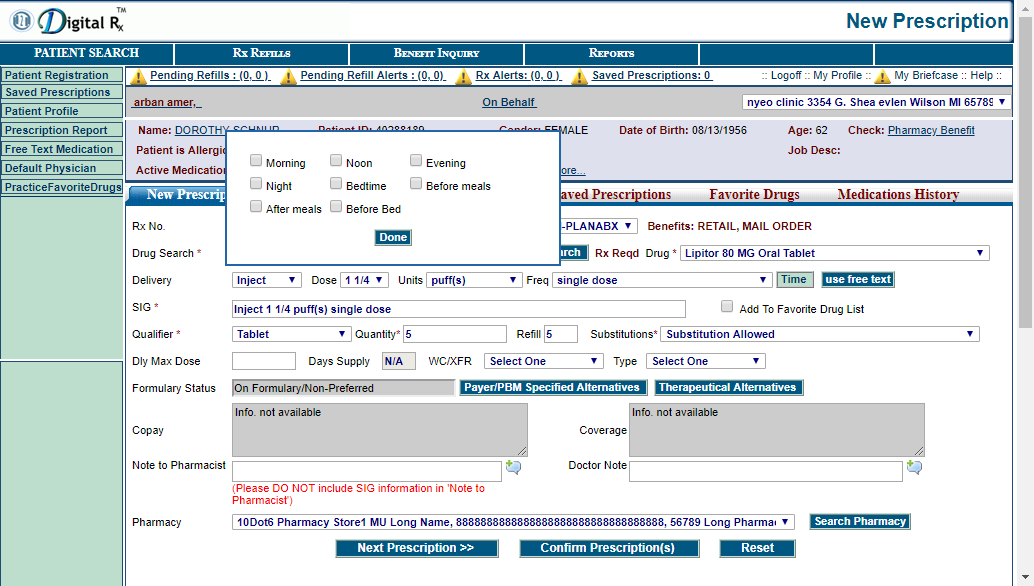 Digital Rx TM
New Prescription
PATIENT SEARCH RX REFILLS BENEFIT INQUIRY REPORTS
Patient Registration
Saved Prescriptions
Patient Profile
Prescription Report
Free Text Medication
Default Physician
PracticeFavoriteDrugs
Pending Refills : (0, 0 ) Pending Refill Alerts : (0, 0) Rx Alerts: (0, 0 ) Saved Prescriptions: 0 :: Logoff :: My Profile :: My Briefcase :: Help ::
arban amer, On Behalf nyeo clinic 3354 G. Shea evlen Wilson MI 65789
Name: DOROTHY SCHNUR Patient ID: 40288189 Gender: FEMALE Date of Birth: 08/13/1956 Age: 62 Check: Pharmacy Benefit
Patient is Allergic Job Desc:
Active Medication ore...
Morning Noon Evening
Night Bedtime Before meals
After meals Before Bed
Done
New Prescrip aved Prescriptions Favorite Drugs Medications History
Rx No. -PLANABX Benefits: RETAIL, MAIL ORDER
Drug Search * rch Rx Reqd Drug * Lipitor 80 MG Oral Tablet
Delivery Inject Dose 1 1/4 Units puff(s) Freq single dose Time use free text
SIG * Inject 1 1/4 puff(s) single dose Add To Favorite Drug List
Qualifier * Tablet Quantity* 5 Refill 5 Substitutions* Substitution Allowed
Dly Max Dose Days Supply N/A WC/XFR Select One Type Select One
Formulary Status On Formulary/Non-Preferred Payer/PBM Specified Alternatives Therapeutical Alternatives
Copay Info. not available Coverage Info. not available
Note to Pharmacist Doctor Note
(Please DO NOT include SIG information in 'Note to
Pharmacist')
Pharmacy 10Dot6 Pharmacy Store1 MU Long Name, 56789 Long Pharmac Search Pharmacy
Next Prescription >> Confirm Prescription(s) Reset